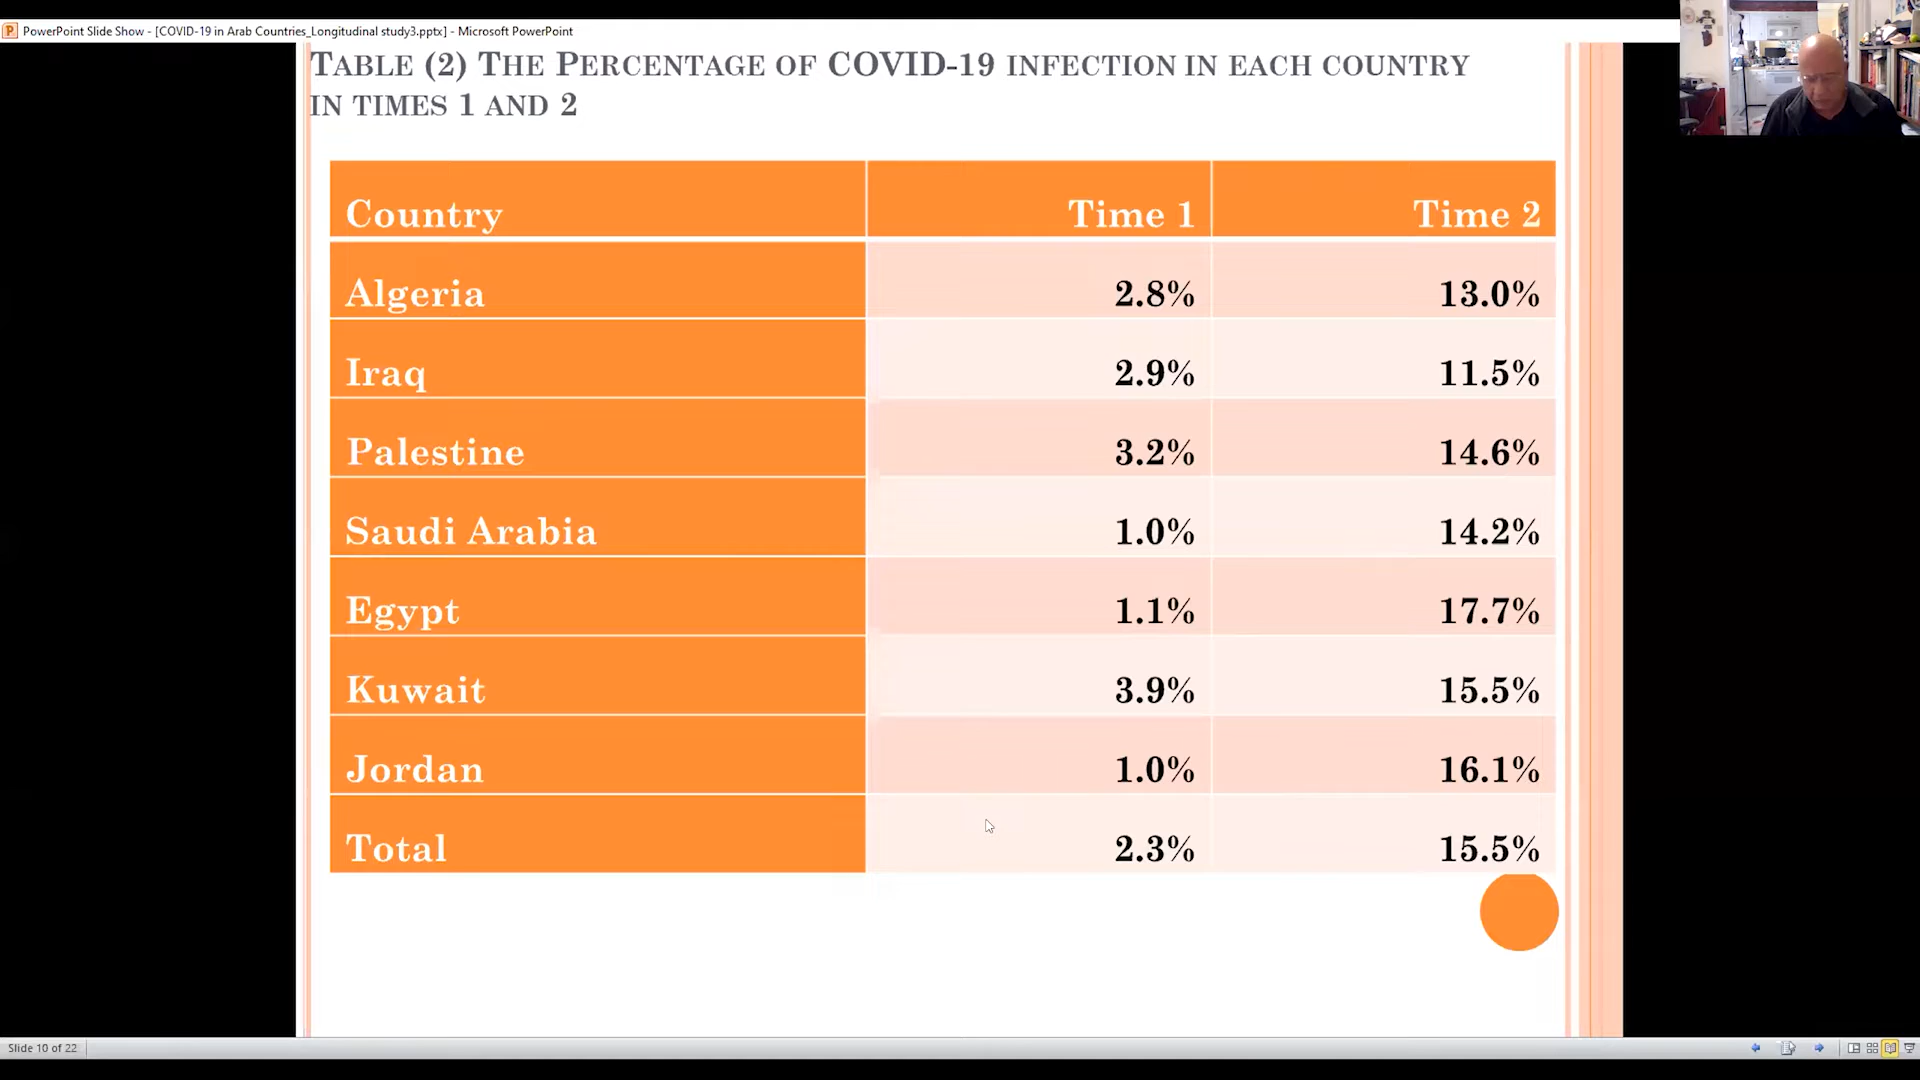 PowerPoint Slide Show - [COVID-19 in Arab Countries_Longitudinal study3.pptx] - Microsoft PowerPoint
TABLE (2) THE PERCENTAGE OF COVID-19 INFECTION IN EACH COUNTRY
IN TIMES 1 AND 2
Country Time 1 Time 2
Algeria 2.8% 13.0%
Iraq 2.9% 11.5%
Palestine 3.2% 14.6%
Saudi Arabia 1.0% 14.2%
Egypt 1.1% 17.7%
Kuwait 3.9% 15.5%
Jordan 1.0% 16.1%
Total 2.3% 15.5%
Slide 10 of 22